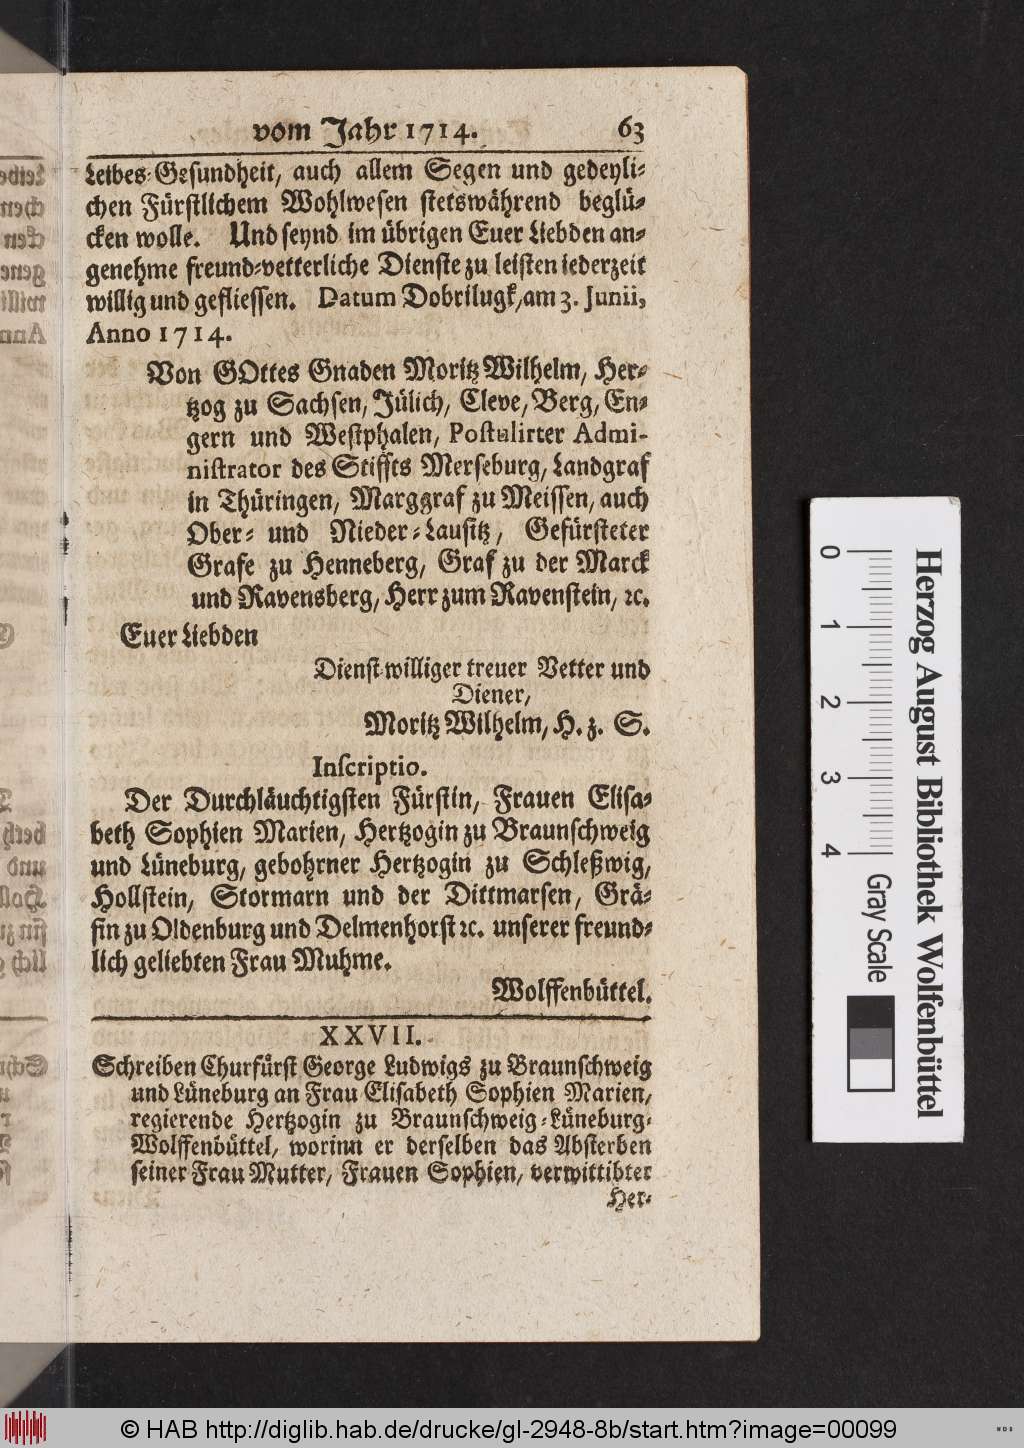 vom Jahr 1714. 63
Leibes-Gesundheit, auch allem Segen und gedeyli-
chen Fürstlichem Wohlwesen stetswährend beglü-
cken wolle. Und seynd im übrigen Euer Liebden an-
genehme freund-vetterliche Dienste zu leisten iederzeit
willig und geflissen. Datum Dobrilugk, am 3. Junii,
Anno 1714.
Von GOttes Gnaden Moritz Wilhelm, Her-
tzog zu Sachsen, Jülich, Cleve, Berg, En-
gern und Westphalen, Postulirter Admi-
nistrator des Stiffts Merseburg, Landgraf
in Thüringen, Marggraf zu Meissen, auch
Ober- und Nieder-Lausitz, Gefürsteter
Grafe zu Henneberg, Graf zu der Marck
und Ravensberg, Herr zum Ravenstein, ꝛc.
Euer Liebden
Dienstwilliger treuer Vetter und
Diener,
Moritz Wilhelm, H. z. S.
Inscriptio.
Der Durchläuchtigsten Fürstin, Frauen Elisa-
beth Sophien Marien, Hertzogin zu Braunschweig
und Lüneburg, gebohrner Hertzogin zu Schleßwig,
Hollstein, Stormarn und der Dittmarsen, Grä-
fin zu Oldenburg und Delmenhorst ꝛc. unserer freund-
lich geliebten Frau Muhme.
Wolffenbüttel.
XXVII.
Schreiben Churfürst George Ludwigs zu Braunschweig
und Lüneburg an Frau Elisabeth Sophien Marien,
regierende Hertzogin zu Braunschweig-Lüneburg-
Wolffenbüttel, worinn er derselben das Absterben
seiner Frau Mutter, Frauen Sophien, verwittibter
Her-
0 1 2 3 4 Gray Scale
Herzog August Bibliothek Wolfenbüttel
© HAB http://diglib.hab.de/drucke/gl-2948-8b/start.htm?image=00099